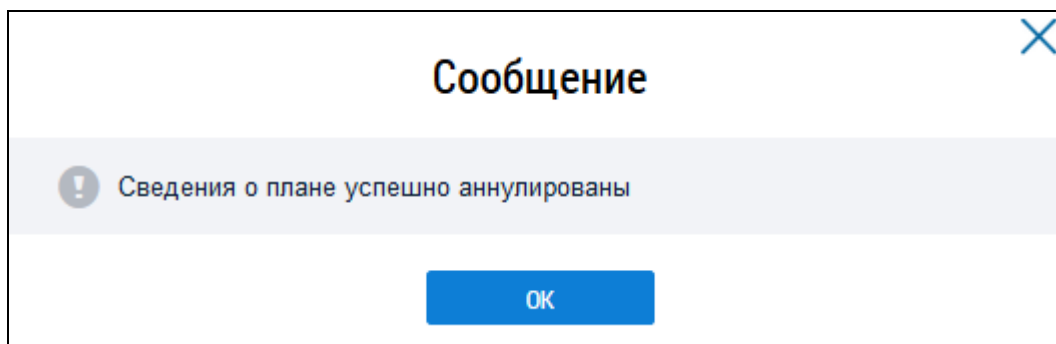 Сообщение
Сведения о плане успешно аннулированы
ОК